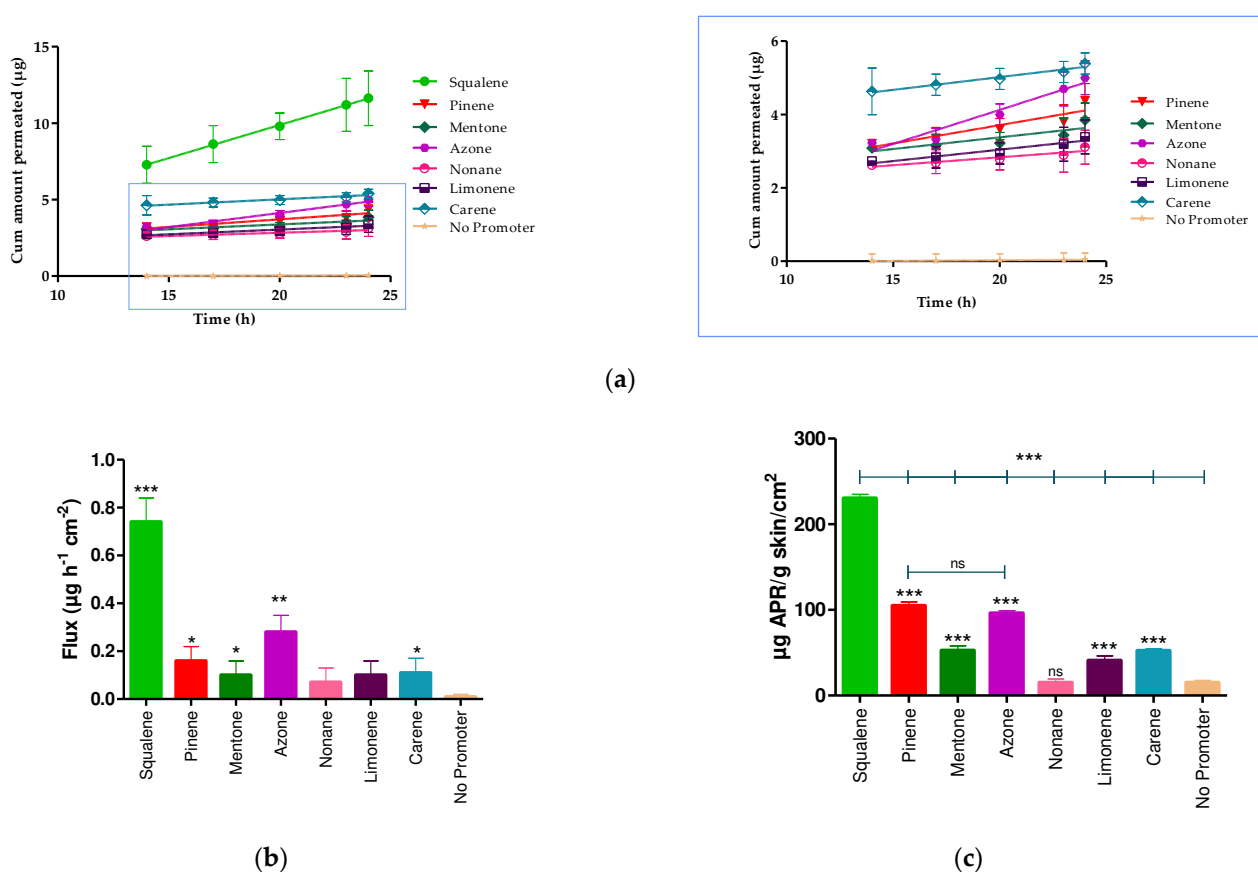 15
10
5
0
10
15
20
25
Cum amount permeated (µg)
Time (h)
Squalene
Pinene
Mentone
Azone
Nonane
Limonene
Carene
No Promoter
6
4
2
0
10
15
20
25
Cum amount permeated (µg)
Time (h)
Pinene
Mentone
Azone
Nonane
Limonene
Carene
No Promoter
(a)
1.0
0.8
0.6
0.4
0.2
0.0
Flux (µg h⁻¹ cm⁻²)
***
*
*
**
*
Squalene
Pinene
Mentone
Azone
Nonane
Limonene
Carene
No Promoter
(b)
300
200
100
0
µg APR/g skin/cm²
***
ns
***
***
***
ns
***
***
Squalene
Pinene
Mentone
Azone
Nonane
Limonene
Carene
No Promoter
(c)